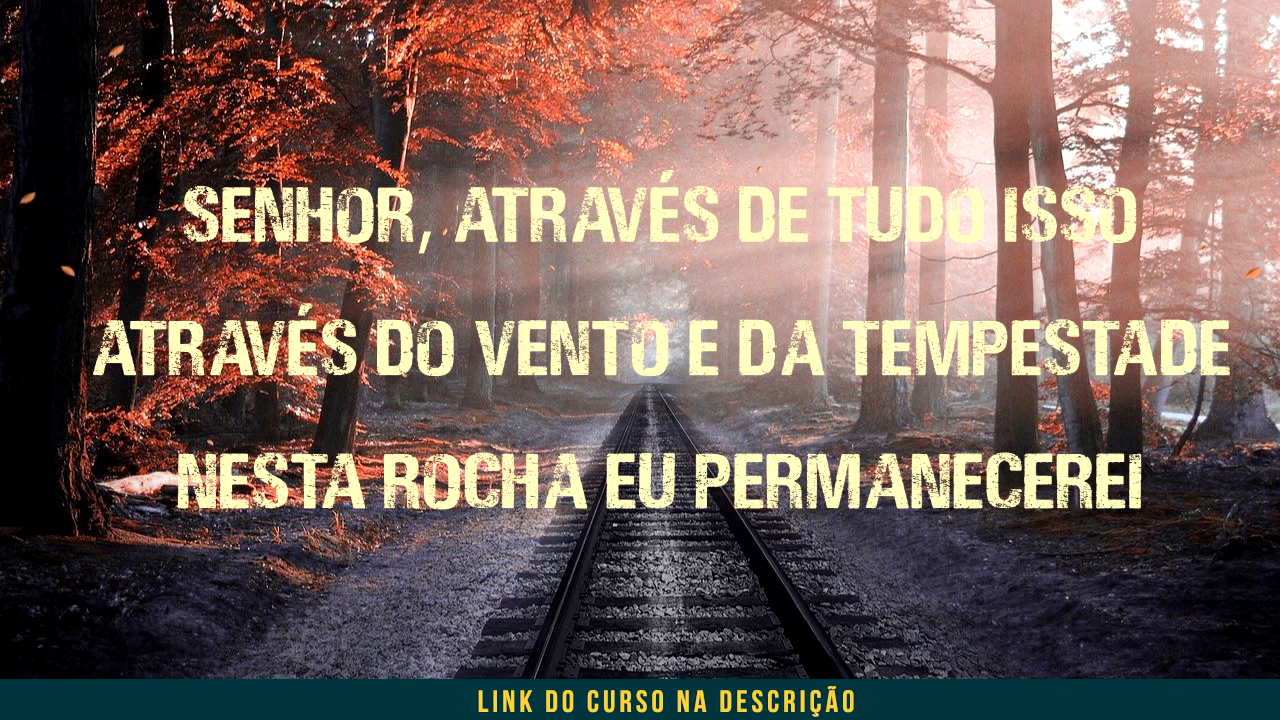 SENHOR, ATRAVÉS DE TUDO ISSO
ATRAVÉS DO VENTO E DA TEMPESTADE
NESTA ROCHA EU PERMANECEREI
LINK DO CURSO NA DESCRIÇÃO